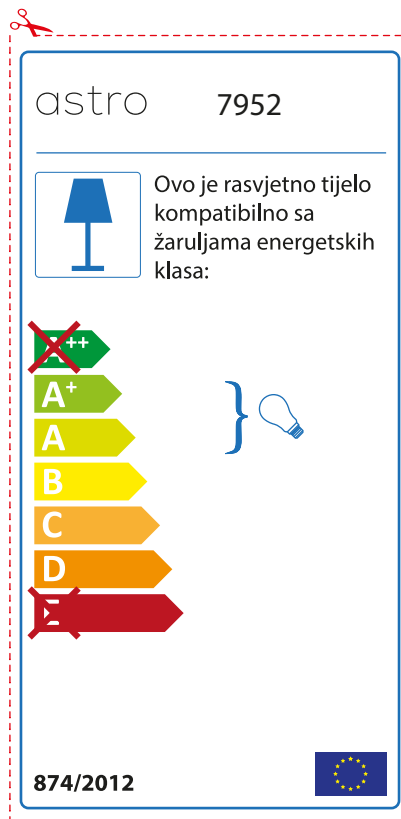 astro 7952
Ovo je rasvjetno tijelo
kompatibilno sa
žaruljama energetskih
klasa:
A++
A+
A
B
C
D
E
874/2012